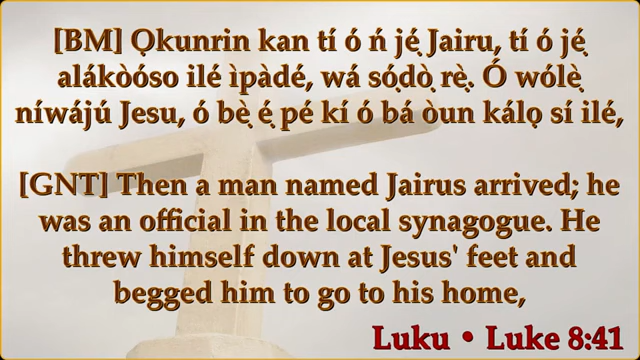 [BM] Ọkunrin kan tí ó ń jẹ́ Jairu, tí ó jẹ́
alákòóso ilé ìpàdé, wá sọ́dọ̀ rẹ̀. Ó wólẹ̀
níwájú Jesu, ó bẹ̀ ẹ́ pé kí ó bá òun kálọ sí ilé,
[GNT] Then a man named Jairus arrived; he
was an official in the local synagogue. He
threw himself down at Jesus' feet and
begged him to go to his home,
Luku • Luke 8:41